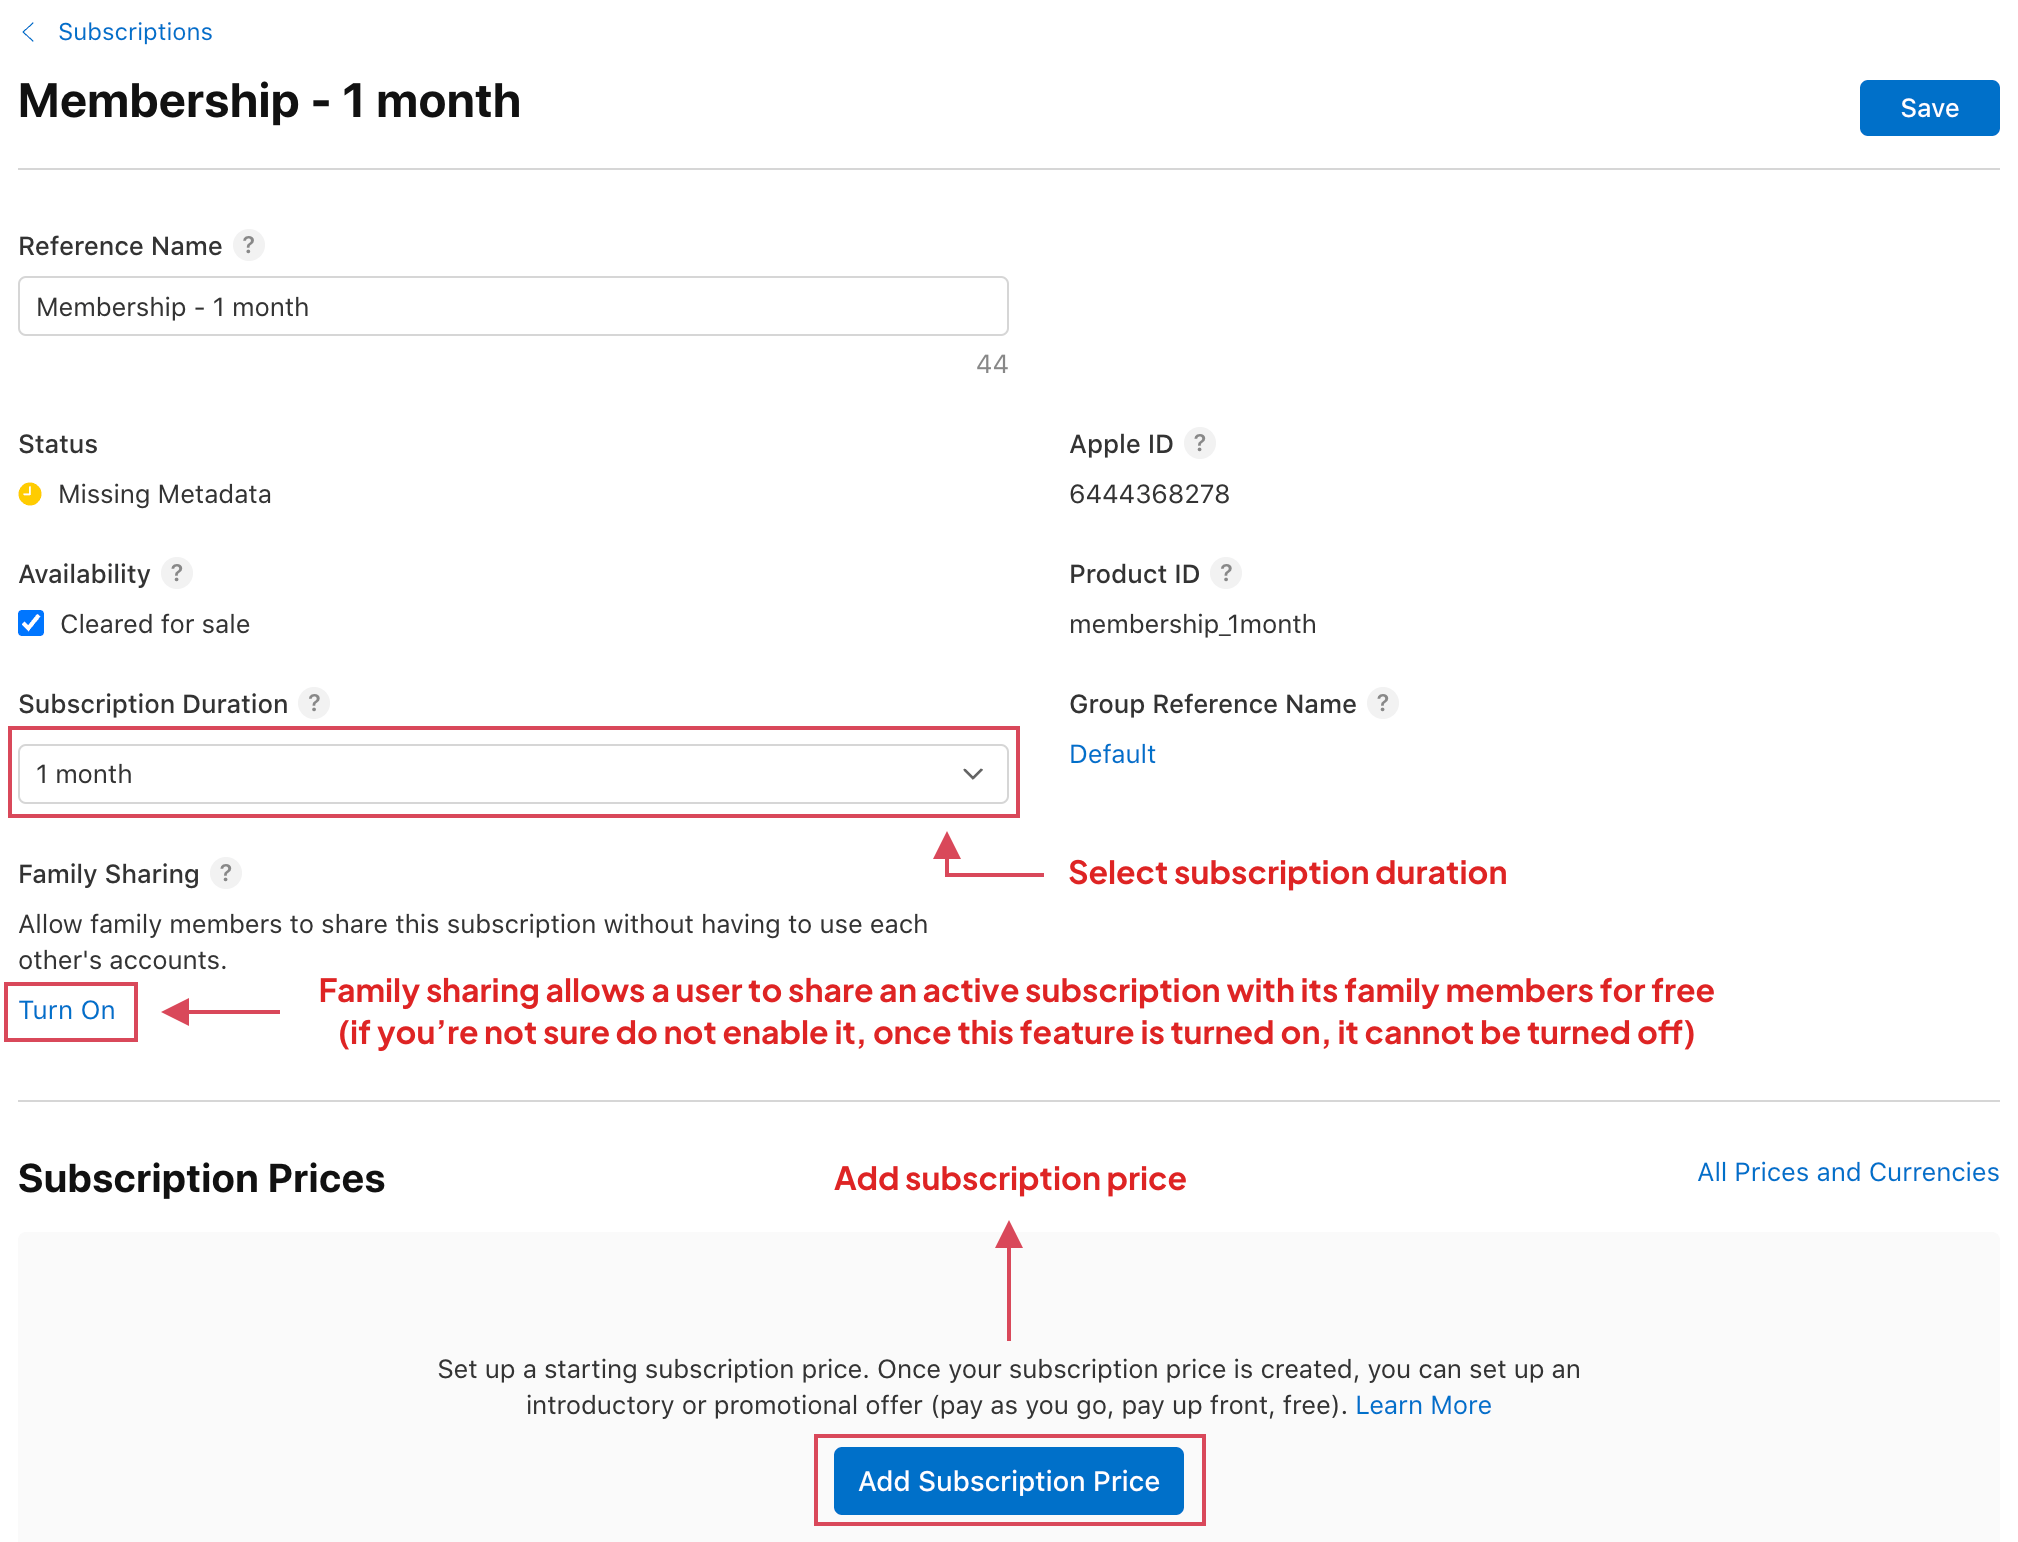 Subscriptions
Membership - 1 month
Save
Reference Name ?
Membership - 1 month
44
Status
Missing Metadata
Apple ID ?
6444368278
Availability ?
Cleared for sale
Product ID ?
membership_1month
Subscription Duration ?
1 month
Group Reference Name ?
Default
Select subscription duration
Family Sharing ?
Allow family members to share this subscription without having to use each
other's accounts.
Turn On
Family sharing allows a user to share an active subscription with its family members for free
(if you’re not sure do not enable it, once this feature is turned on, it cannot be turned off)
Subscription Prices
Add subscription price
All Prices and Currencies
Set up a starting subscription price. Once your subscription price is created, you can set up an
introductory or promotional offer (pay as you go, pay up front, free). Learn More
Add Subscription Price